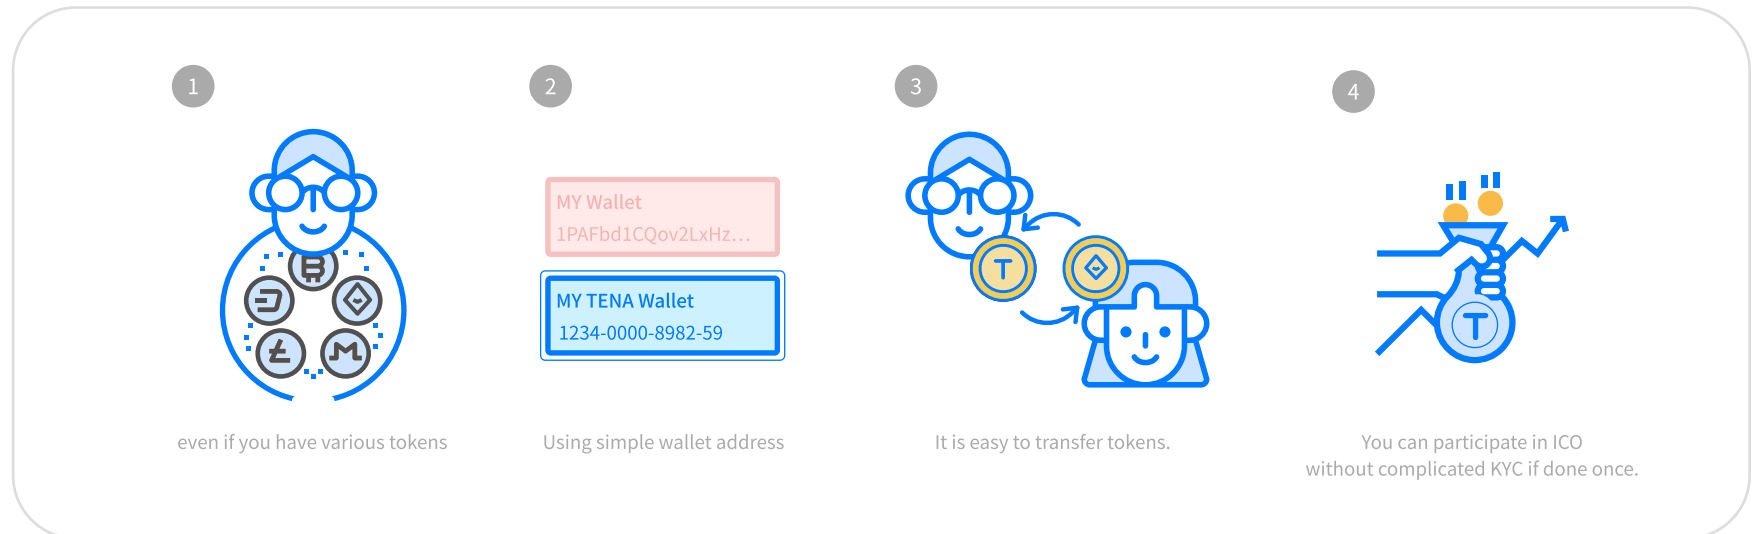 1
2
3
4
MY Wallet
1PAFbd1CQov2LxHz...
MY TENA Wallet
1234-0000-8982-59
T
T
even if you have various tokens
Using simple wallet address
It is easy to transfer tokens.
You can participate in ICO
without complicated KYC if done once.